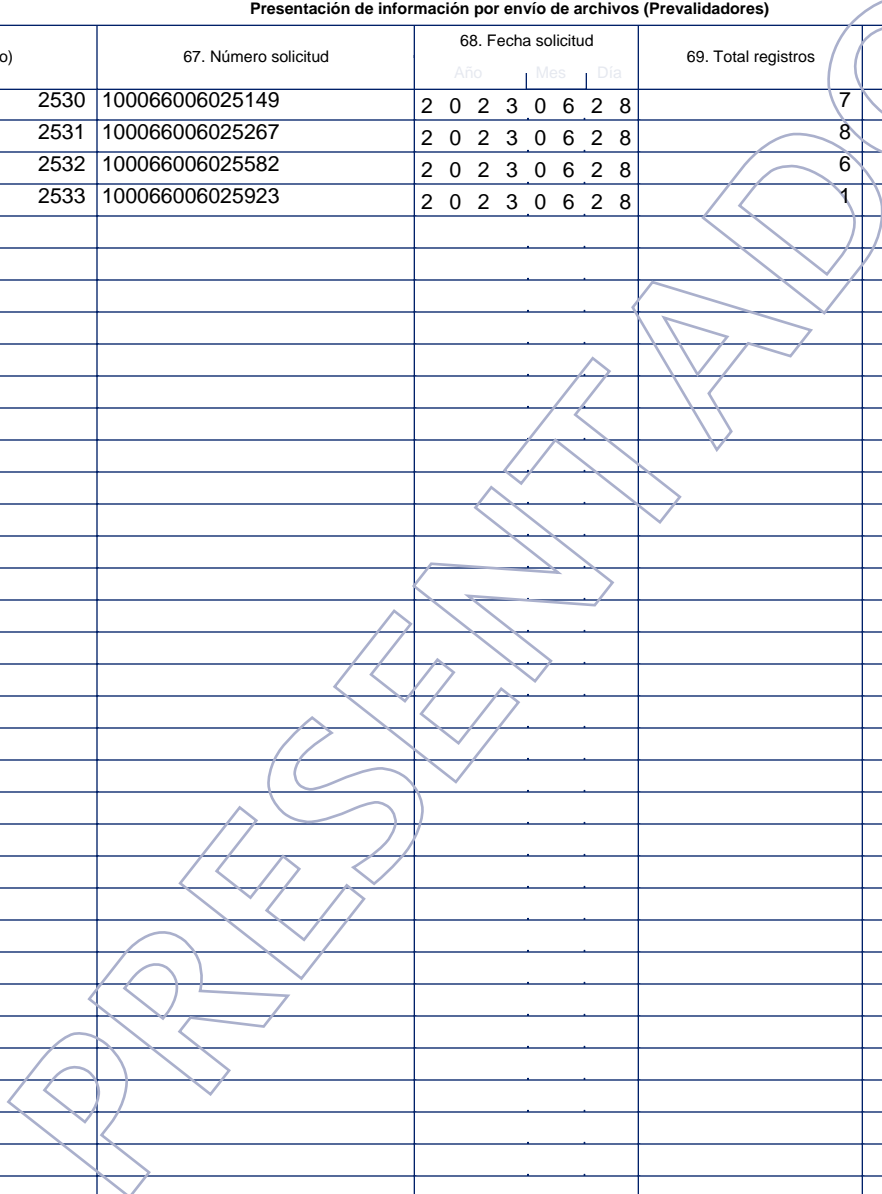 Presentación de información por envío de archivos (Prevalidadores)
o) 67. Número solicitud 68. Fecha solicitud 69. Total registros
Año Mes Día
2530 100066006025149 2 0 2 3 0 6 2 8 7
2531 100066006025267 2 0 2 3 0 6 2 8 8
2532 100066006025582 2 0 2 3 0 6 2 8 6
2533 100066006025923 2 0 2 3 0 6 2 8 1
PRESENTADO